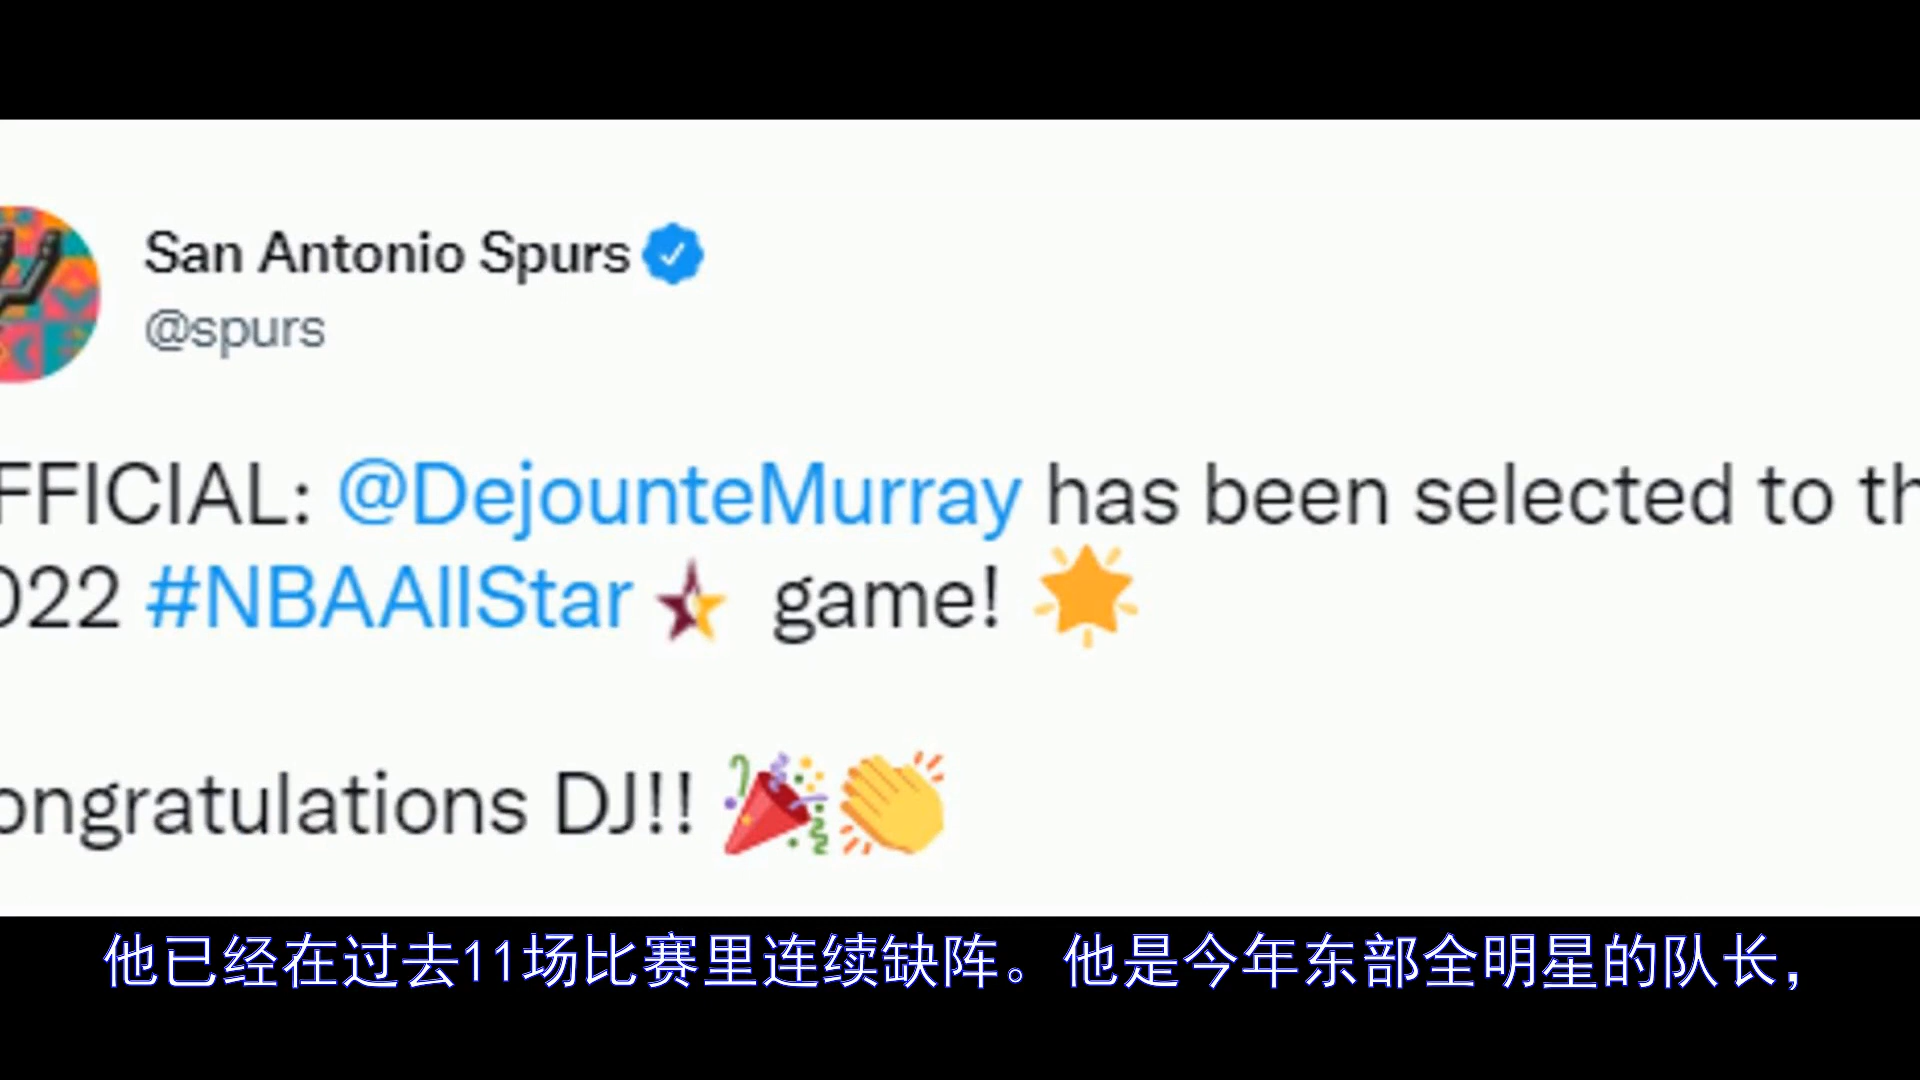 San Antonio Spurs
@spurs
FFICIAL: @DejounteMurray has been selected to th
022 #NBAAllStar game! 🌟
ongratulations DJ!! 🎉👏
他已经在过去11场比赛里连续缺阵。他是今年东部全明星的队长，